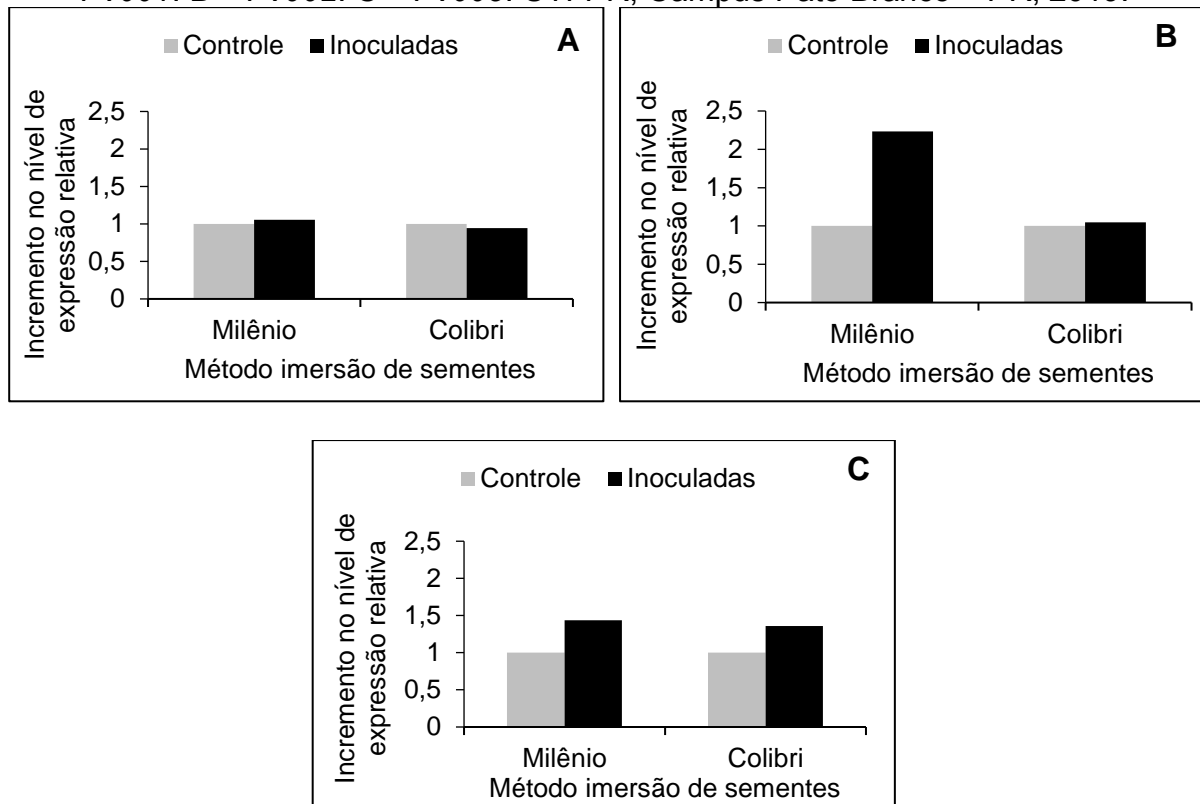 Controle Inoculadas A
Incremento no nível de
expressão relativa
2,5
2
1,5
1
0,5
0
Milênio Colibri
Método imersão de sementes
Controle Inoculadas B
Incremento no nível de
expressão relativa
2,5
2
1,5
1
0,5
0
Milênio Colibri
Método imersão de sementes
Controle Inoculadas C
Incremento no nível de
expressão relativa
2,5
2
1,5
1
0,5
0
Milênio Colibri
Método imersão de sementes